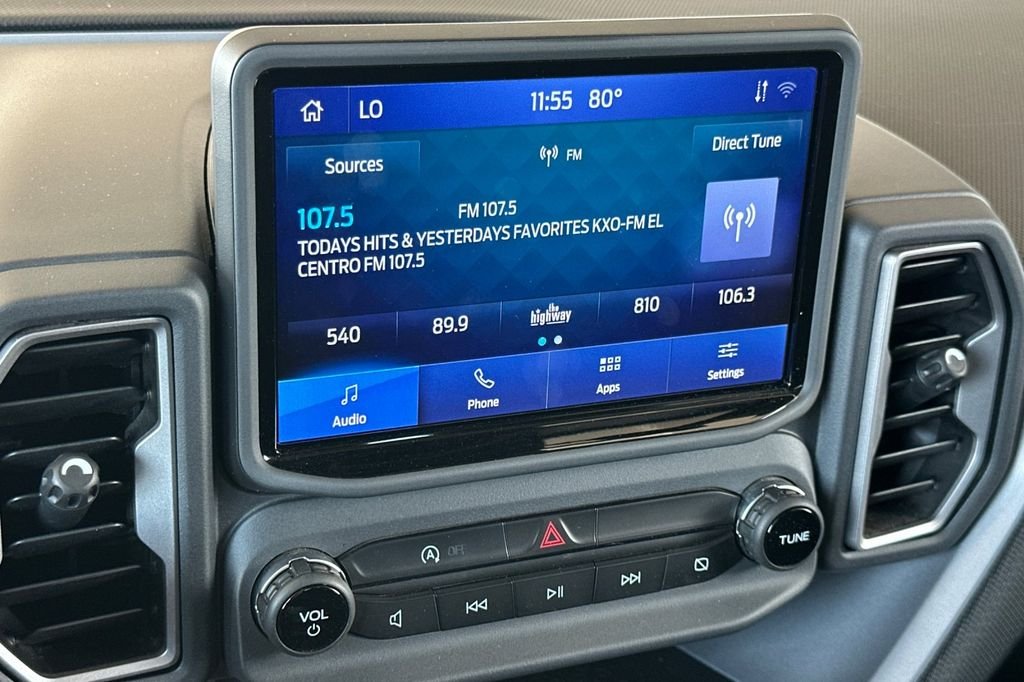 LO
11:55 80°
Sources
FM
Direct Tune
107.5
FM 107.5
TODAYS HITS & YESTERDAYS FAVORITES KXO-FM EL
CENTRO FM 107.5
540
89.9
the
highway
810
106.3
Audio
Phone
Apps
Settings
A OFF
VOL
TUNE